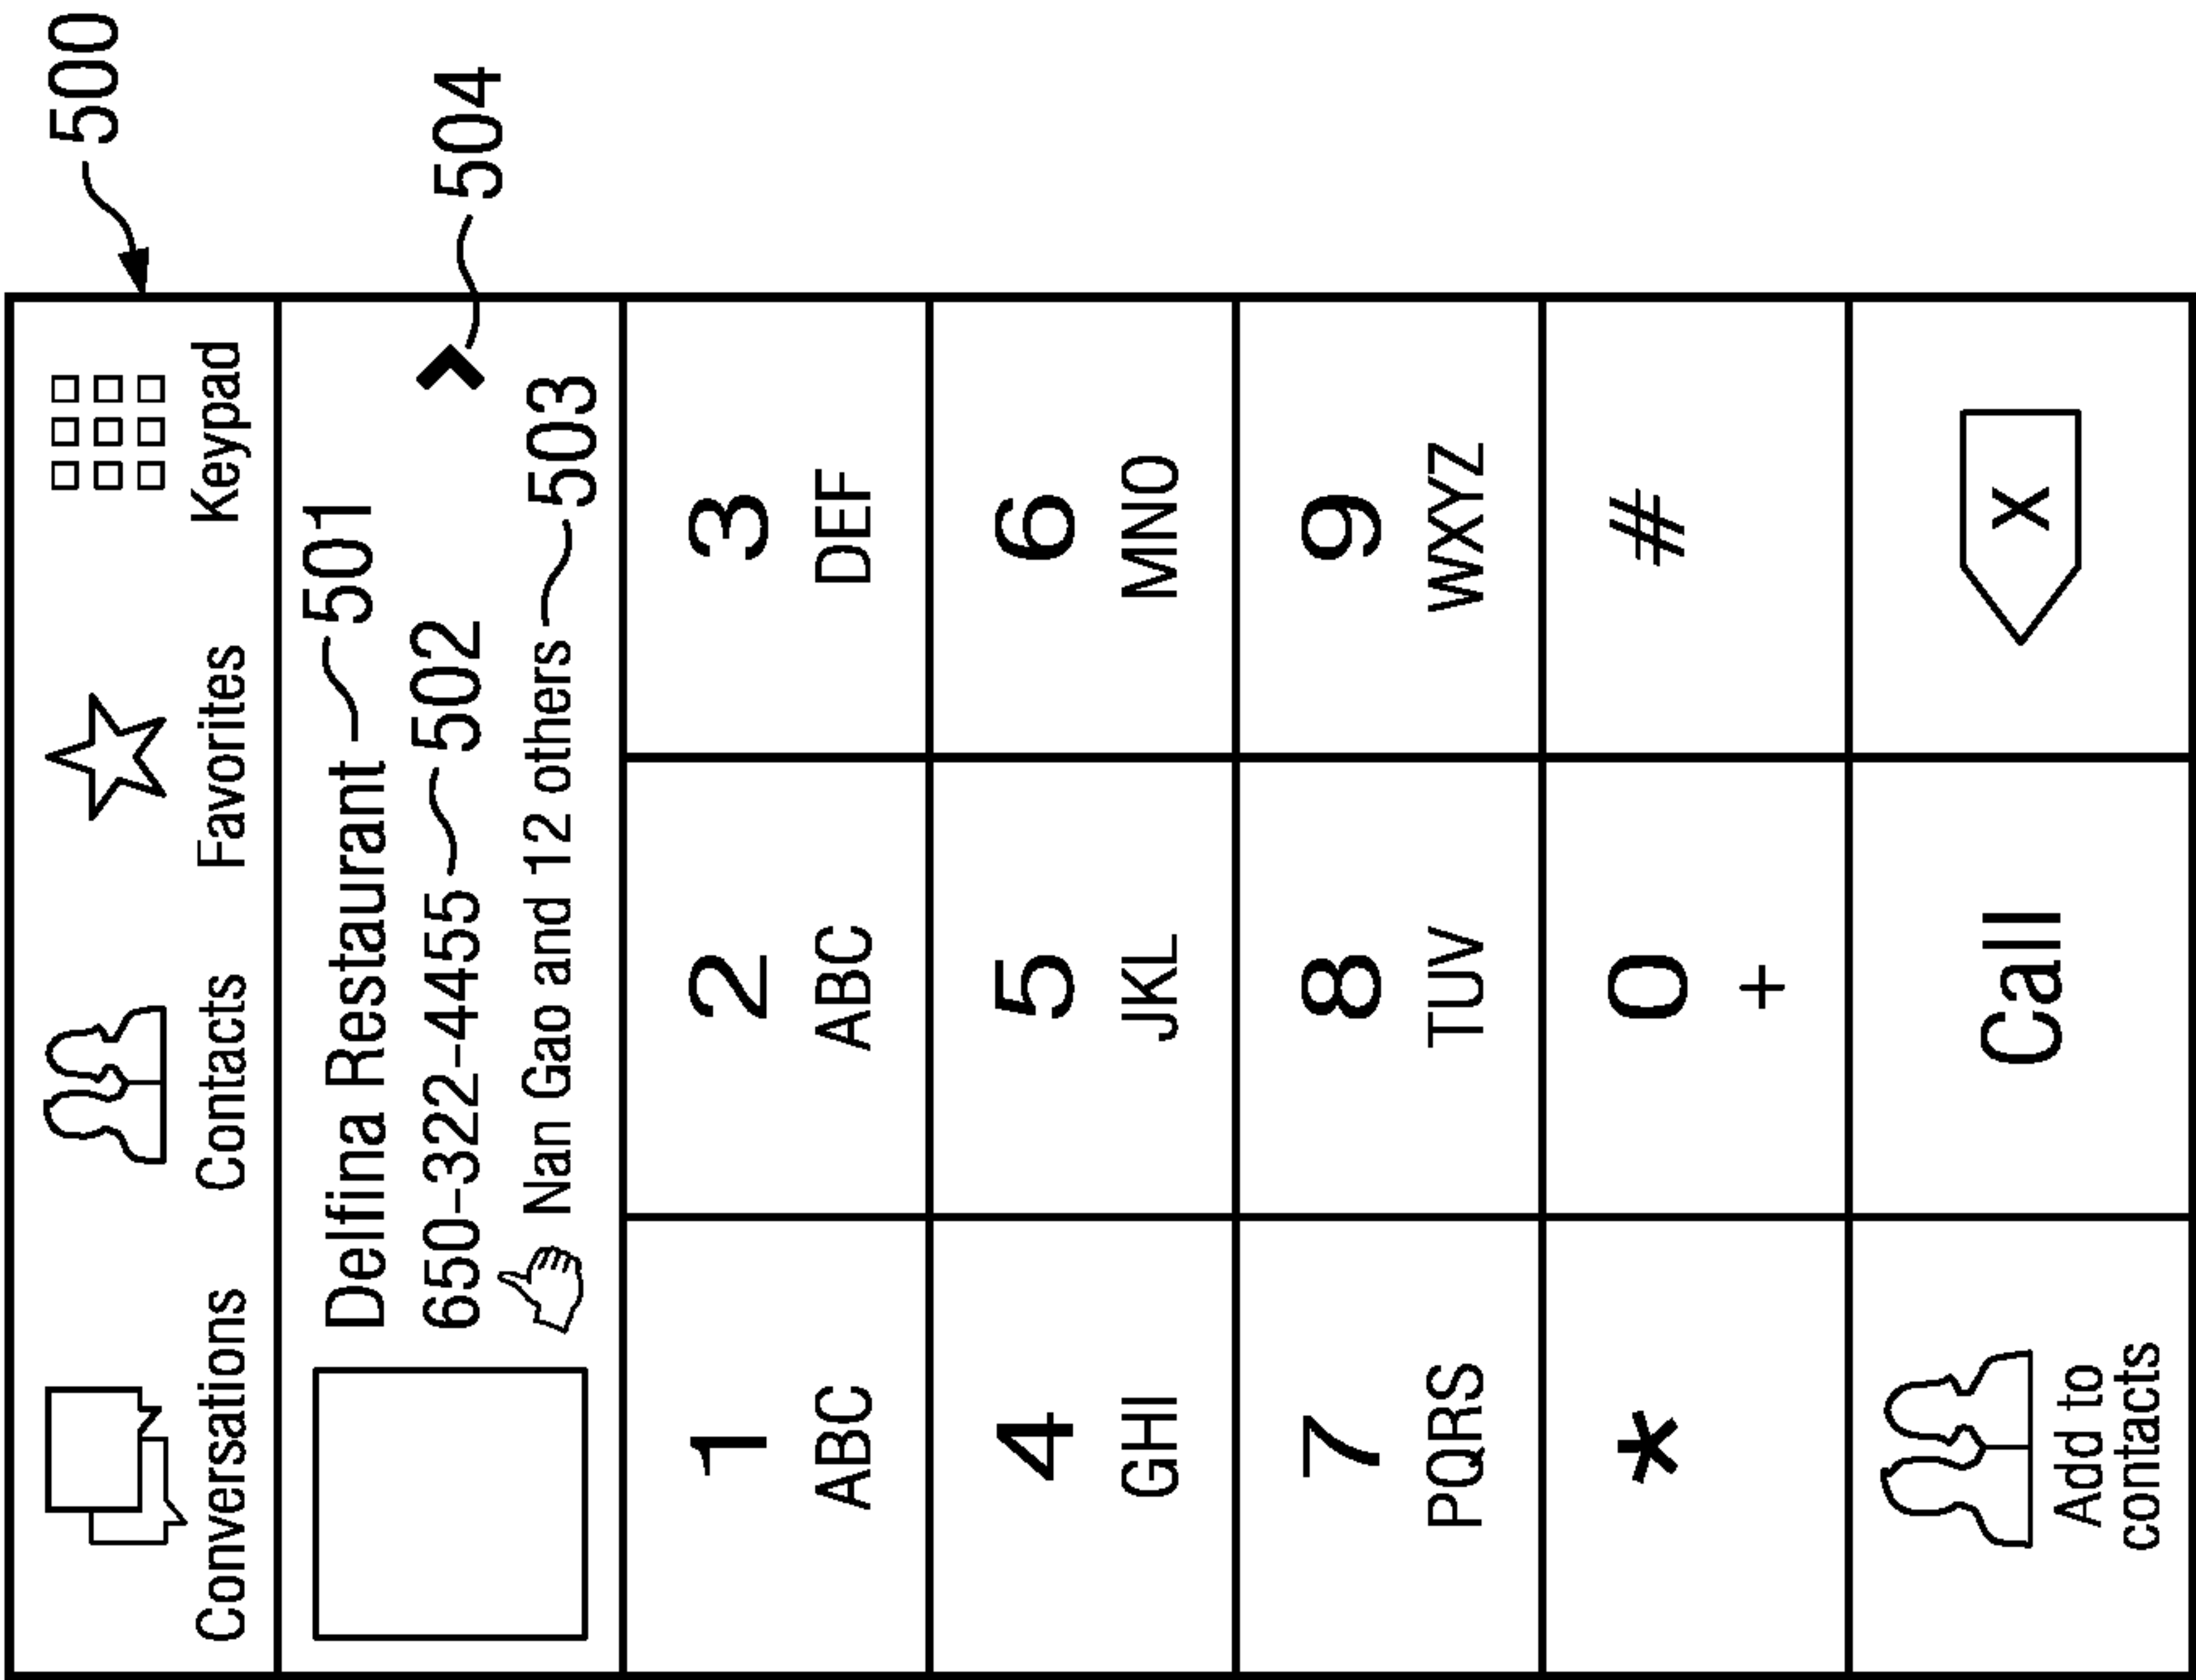 500
Conversations Contacts Favorites Keypad
Delfina Restaurant 501
650-322-4455 502
504
Nan Gao and 12 others 503
1 2 3
ABC ABC DEF
4 5 6
GHI JKL MNO
7 8 9
PQRS TUV WXYZ
* 0 #
+
Add to
contacts
Call
X